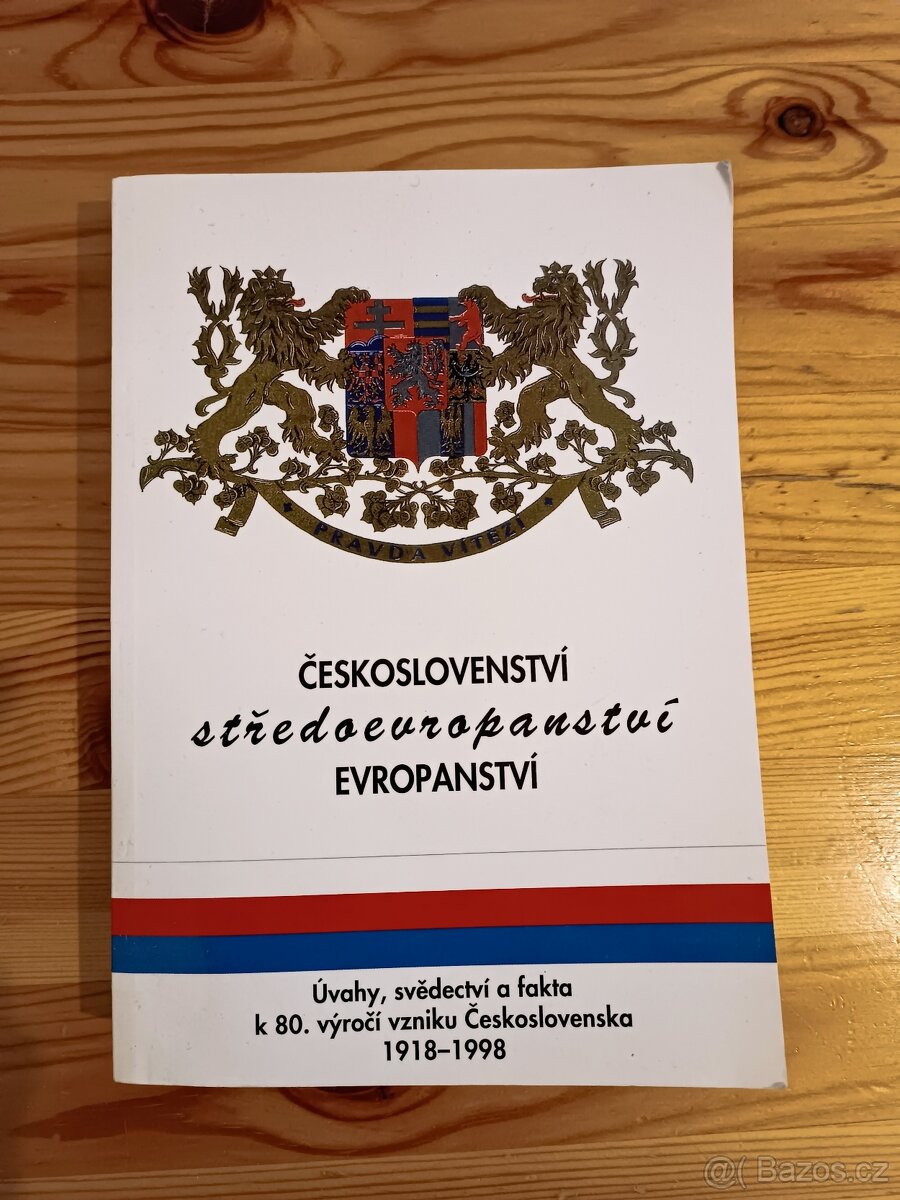 PRAVDA VÍTĚZÍ
ČESKOSLOVENSTVÍ
středoevropanství
EVROPANSTVÍ
Úvahy, svědectví a fakta
k 80. výročí vzniku Československa
1918–1998
@( Bazos.cz